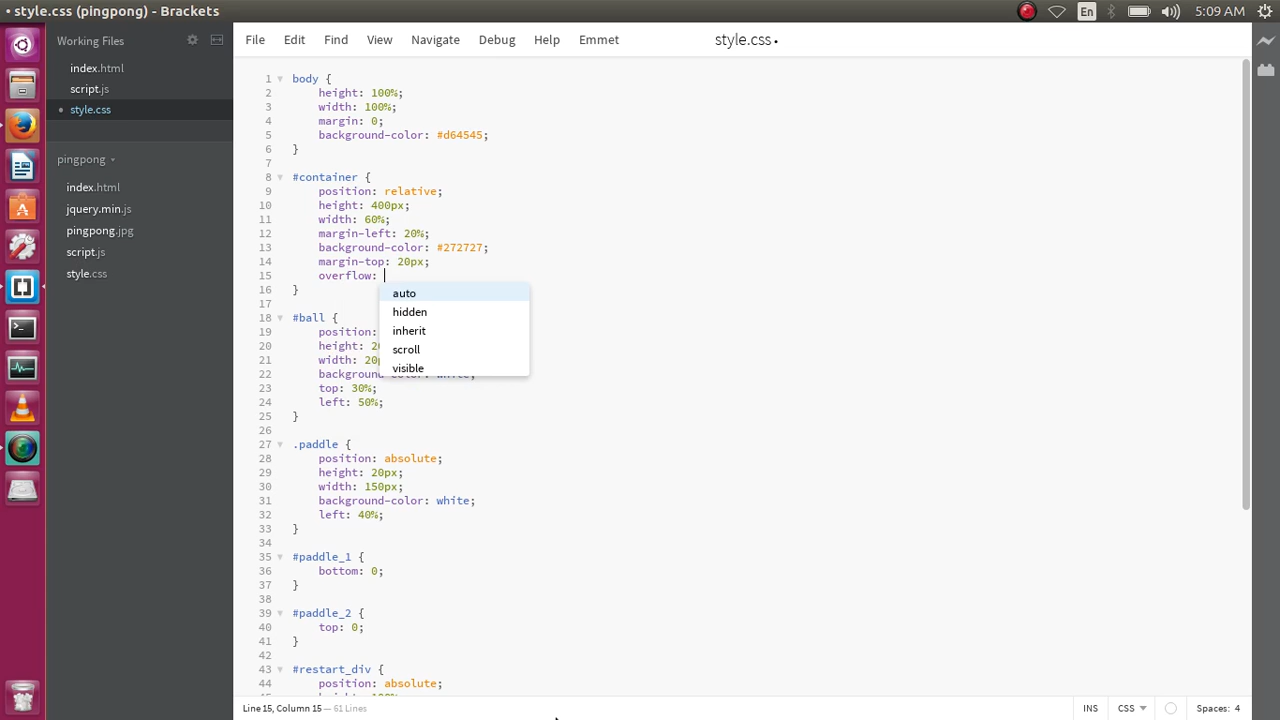 • style.css (pingpong) - Brackets
En
5:09 AM
Working Files
index.html
script.js
• style.css
pingpong
index.html
jquery.min.js
pingpong.jpg
script.js
style.css
File Edit Find View Navigate Debug Help Emmet
style.css •
1 body {
2 height: 100%;
3 width: 100%;
4 margin: 0;
5 background-color: #d64545;
6 }
7
8 #container {
9 position: relative;
10 height: 400px;
11 width: 60%;
12 margin-left: 20%;
13 background-color: #272727;
14 margin-top: 20px;
15 overflow:
auto
hidden
inherit
scroll
visible
16 }
17
18 #ball {
19 position:
20 height: 20
21 width: 20p
22 background
23 top: 30%;
24 left: 50%;
25 }
26
27 .paddle {
28 position: absolute;
29 height: 20px;
30 width: 150px;
31 background-color: white;
32 left: 40%;
33 }
34
35 #paddle_1 {
36 bottom: 0;
37 }
38
39 #paddle_2 {
40 top: 0;
41 }
42
43 #restart_div {
44 position: absolute;
Line 15, Column 15 — 61 Lines
INS CSS Spaces: 4